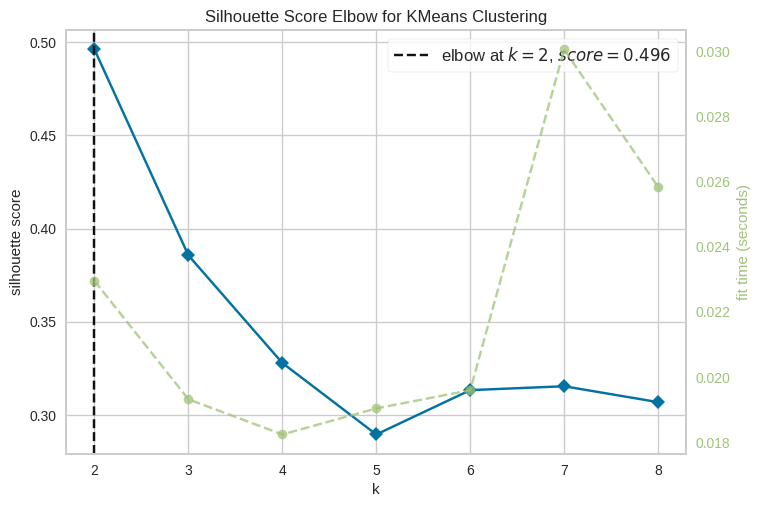 Silhouette Score Elbow for KMeans Clustering
elbow at k = 2, score = 0.496
silhouette score
0.50
0.45
0.40
0.35
0.30
2 3 4 5 6 7 8
k
0.030
0.028
0.026
0.024
0.022
0.020
0.018
fit time (seconds)